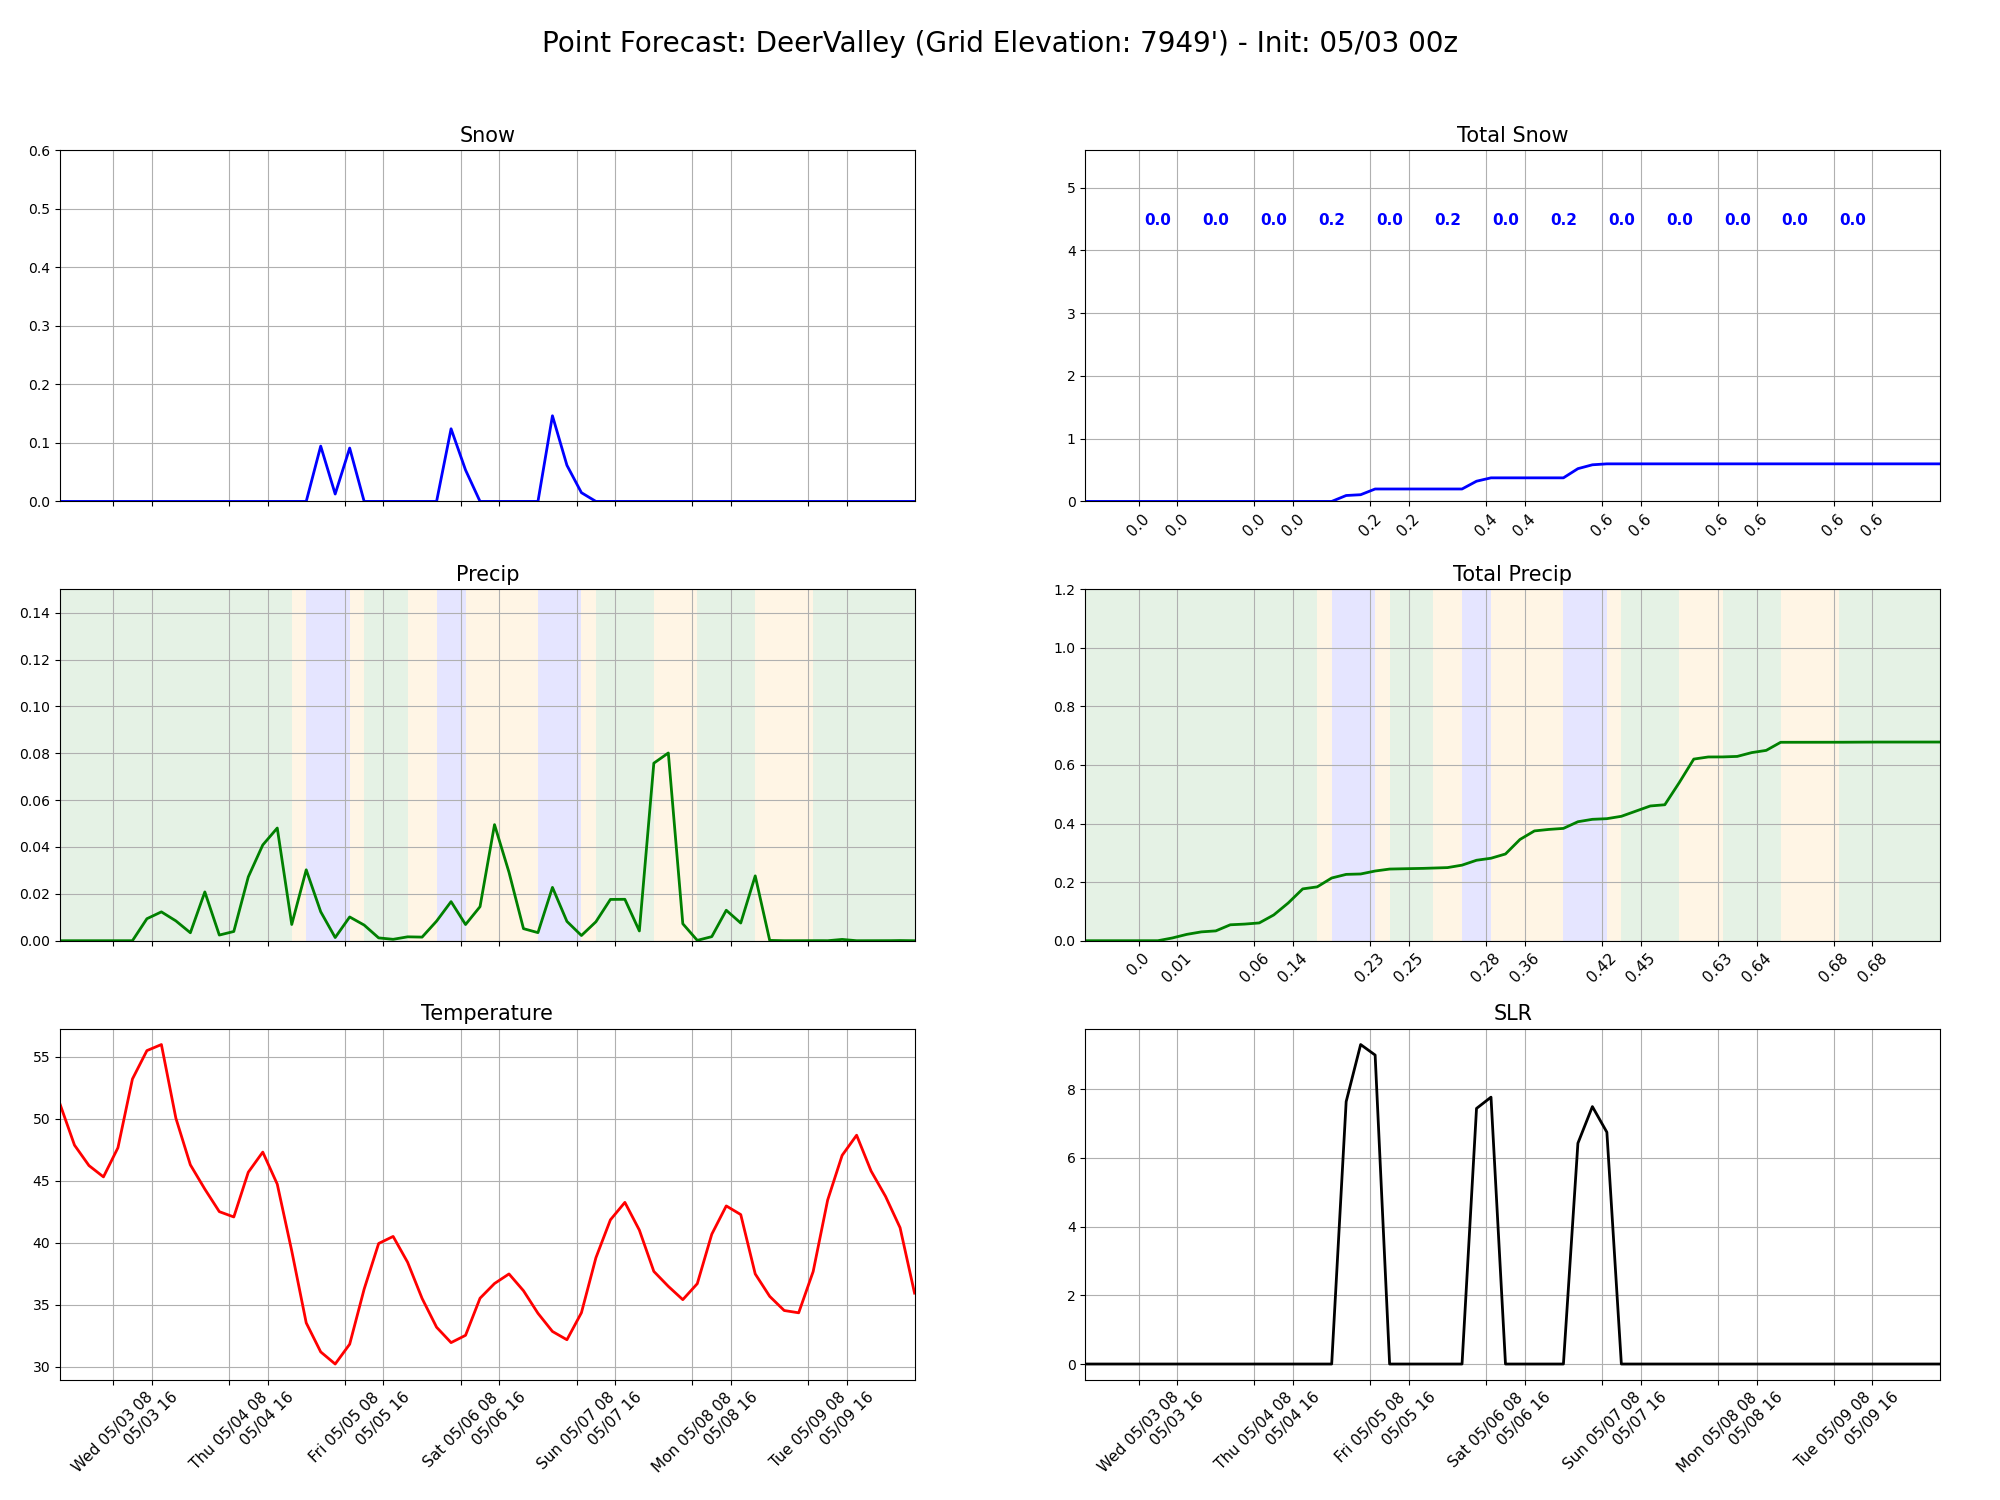 Point Forecast: DeerValley (Grid Elevation: 7949') - Init: 05/03 00z
Snow
0.6
0.5
0.4
0.3
0.2
0.1
0.0
Total Snow
5
4
3
2
1
0
0.0 0.0 0.0 0.2 0.0 0.2 0.0 0.2 0.0 0.0 0.0 0.0 0.0
0.0 0.0 0.0 0.0 0.2 0.2 0.4 0.4 0.6 0.6 0.6 0.6 0.6 0.6
Precip
0.14
0.12
0.10
0.08
0.06
0.04
0.02
0.00
Total Precip
1.2
1.0
0.8
0.6
0.4
0.2
0.0
0.0 0.01 0.06 0.14 0.23 0.25 0.28 0.36 0.42 0.45 0.63 0.64 0.68 0.68
Temperature
55
50
45
40
35
30
Wed 05/03 08
05/03 16
Thu 05/04 08
05/04 16
Fri 05/05 08
05/05 16
Sat 05/06 08
05/06 16
Sun 05/07 08
05/07 16
Mon 05/08 08
05/08 16
Tue 05/09 08
05/09 16
SLR
8
6
4
2
0
Wed 05/03 08
05/03 16
Thu 05/04 08
05/04 16
Fri 05/05 08
05/05 16
Sat 05/06 08
05/06 16
Sun 05/07 08
05/07 16
Mon 05/08 08
05/08 16
Tue 05/09 08
05/09 16